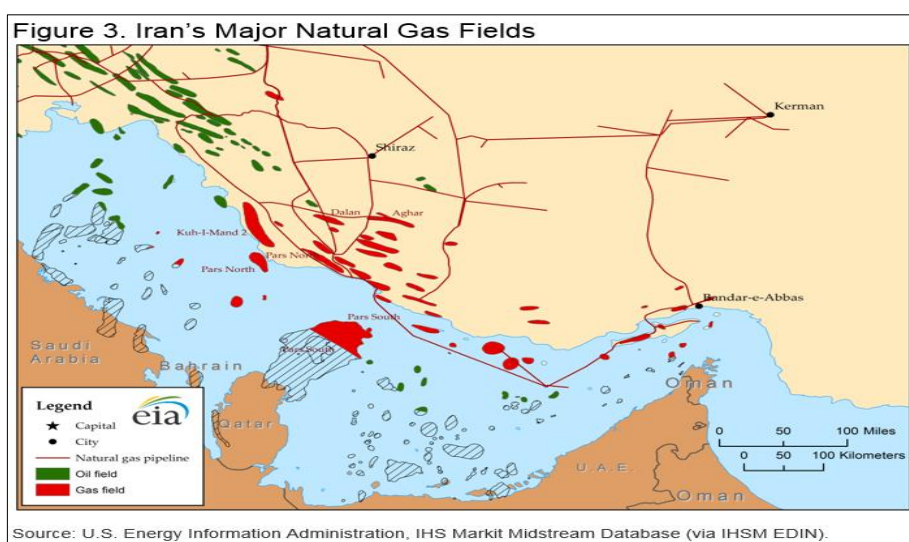 Figure 3. Iran's Major Natural Gas Fields
Kerman
Shiraz
Dalan
Aghar
Kuh-I-Mand 2
Pars North
Pars North
Bandar-e-Abbas
Pars South
Pars South
Saudi
Arabia
Bahrain
Qatar
Oman
U.A.E.
Oman
Legend
eia
Capital
City
Natural gas pipeline
Oil field
Gas field
0 50 100 Miles
0 50 100 Kilometers
Source: U.S. Energy Information Administration, IHS Markit Midstream Database (via IHSM EDIN).